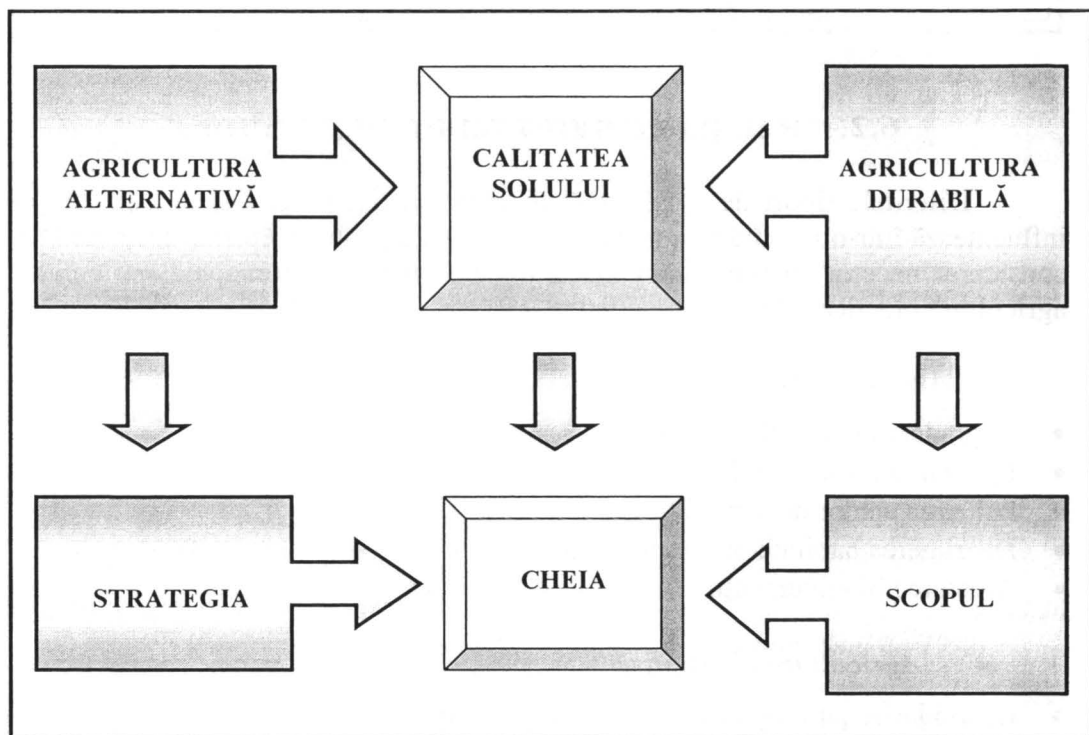 AGRICULTURA
ALTERNATIVĂ
CALITATEA
SOLULUI
AGRICULTURA
DURABILĂ
STRATEGIA
CHEIA
SCOPUL